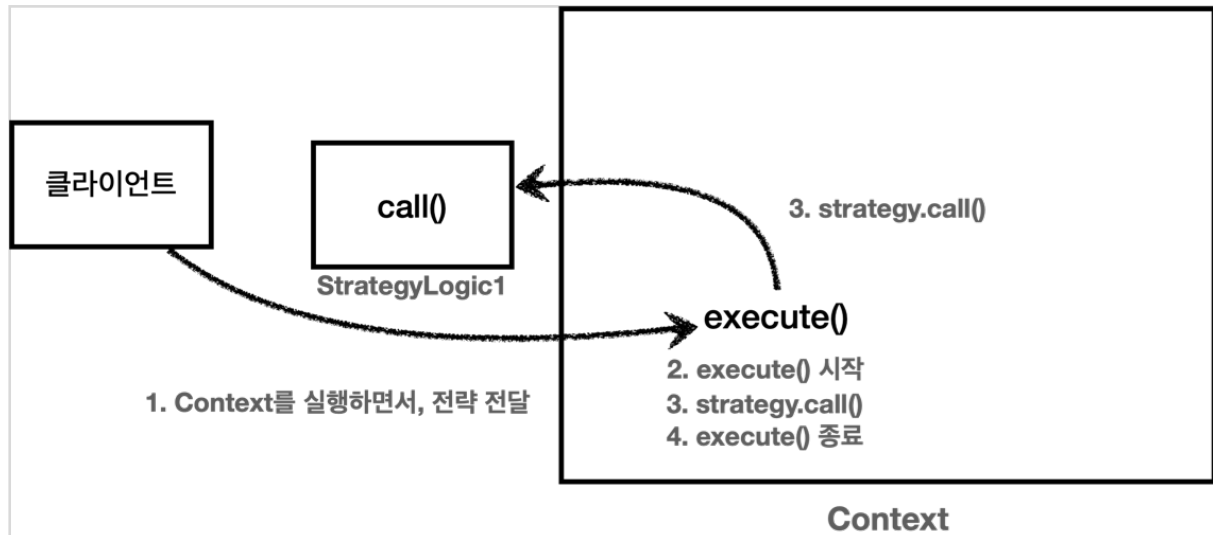 클라이언트
call()
StrategyLogic1
3. strategy.call()
execute()
1. Context를 실행하면서, 전략 전달
2. execute() 시작
3. strategy.call()
4. execute() 종료
Context